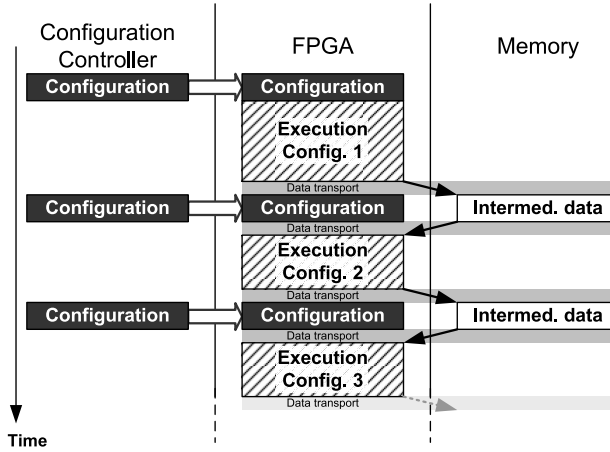 Configuration
Controller
FPGA
Memory
Configuration
Configuration
Execution
Config. 1
Data transport
Configuration
Configuration
Intermed. data
Data transport
Execution
Config. 2
Data transport
Configuration
Configuration
Intermed. data
Data transport
Execution
Config. 3
Data transport
Time